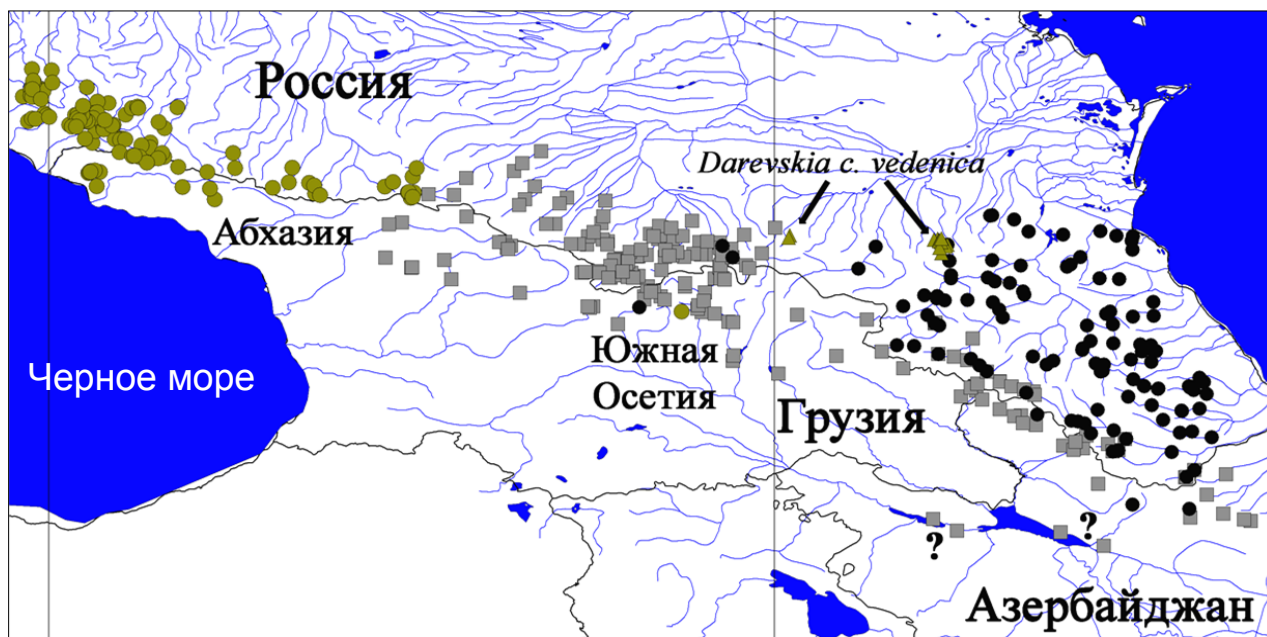 Россия
Darevskia c. vedenica
Абхазия
Южная
Осетия
Черное море
Грузия
?
?
Азербайджан